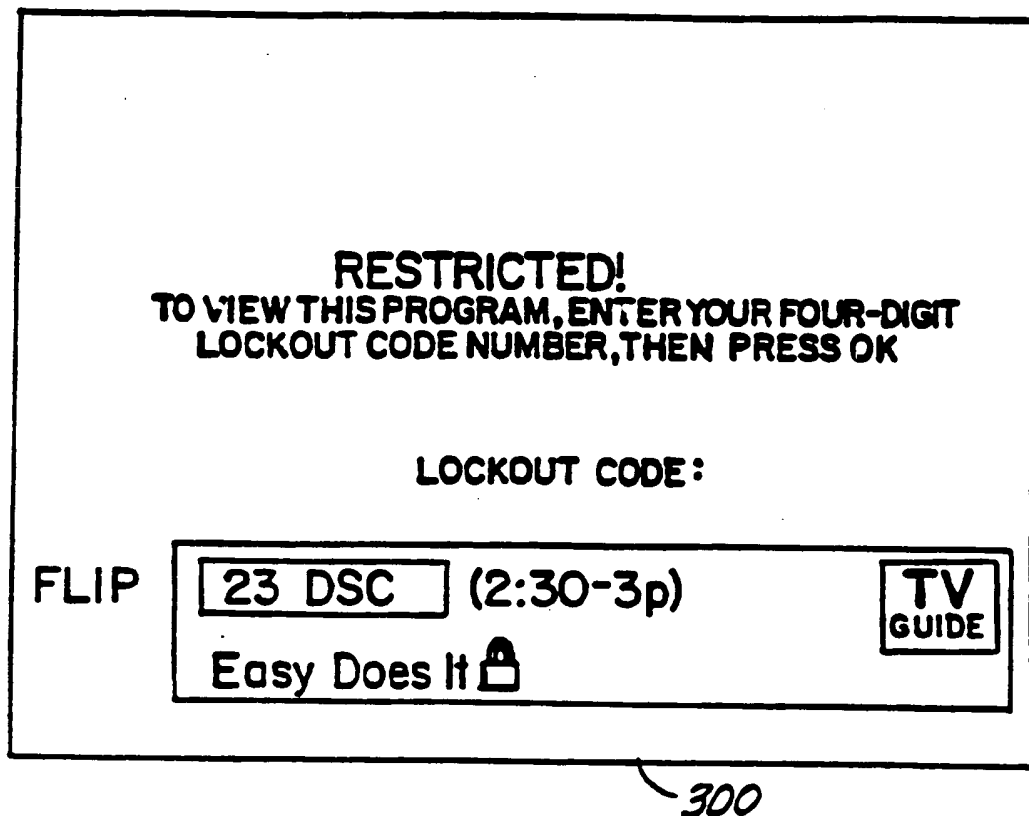 RESTRICTED!
TO VIEW THIS PROGRAM, ENTER YOUR FOUR-DIGIT
LOCKOUT CODE NUMBER, THEN PRESS OK
LOCKOUT CODE:
FLIP
23 DSC (2:30-3p)
TV
GUIDE
Easy Does It
300